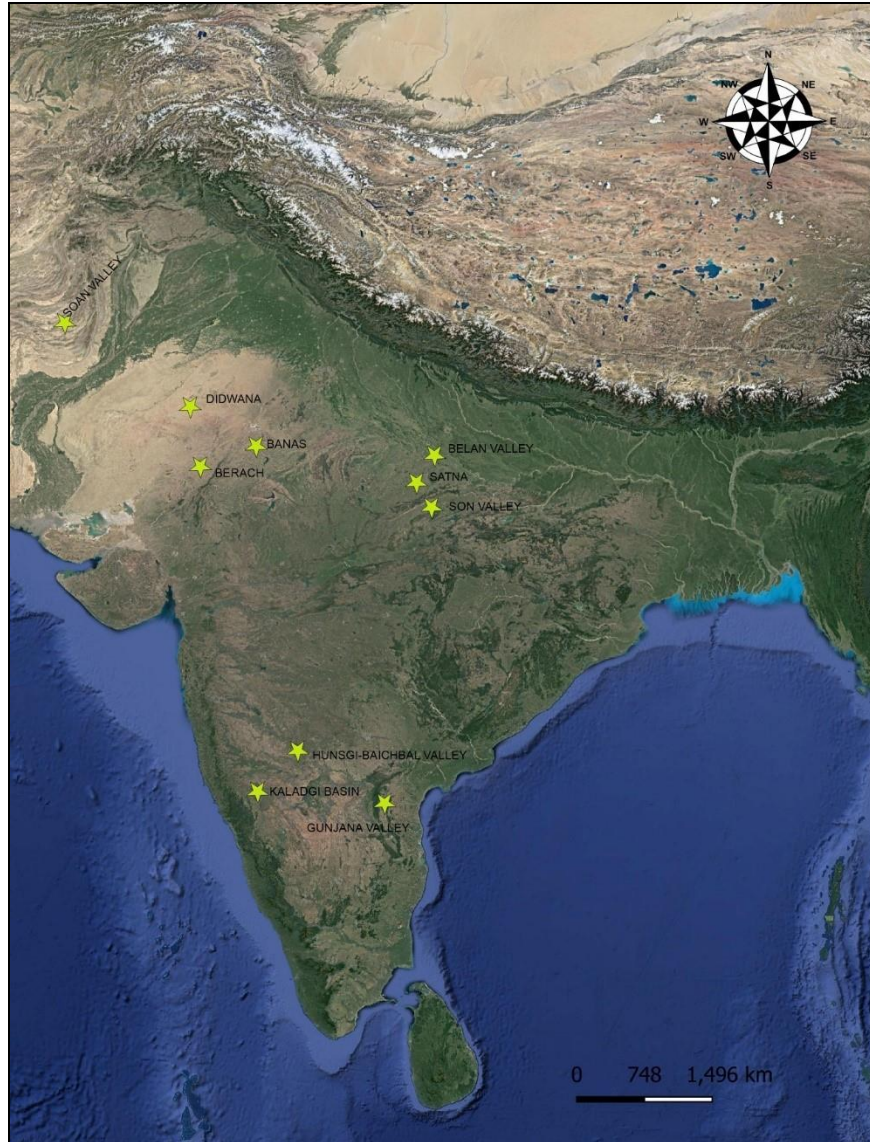 N
NW
NE
W
E
SW
SE
S
SOAN VALLEY
DIDWANA
BANAS
BERACH
BELAN VALLEY
SATNA
SON VALLEY
HUNSGI-BAICHBAL VALLEY
KALADGI BASIN
GUNJANA VALLEY
0 748 1,496 km